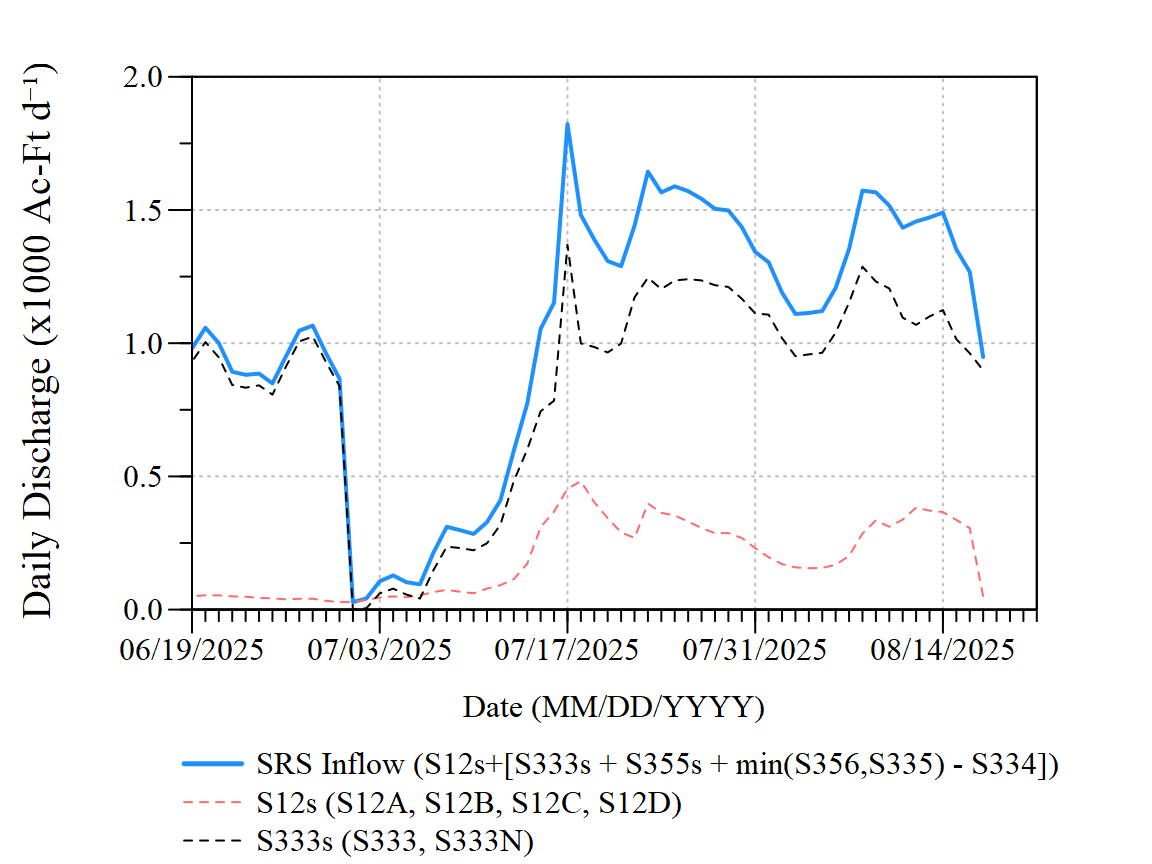 Daily Discharge (x1000 Ac-Ft d⁻¹)
2.0
1.5
1.0
0.5
0.0
06/19/2025 07/03/2025 07/17/2025 07/31/2025 08/14/2025
Date (MM/DD/YYYY)
SRS Inflow (S12s+[S333s + S355s + min(S356,S335) - S334])
S12s (S12A, S12B, S12C, S12D)
S333s (S333, S333N)